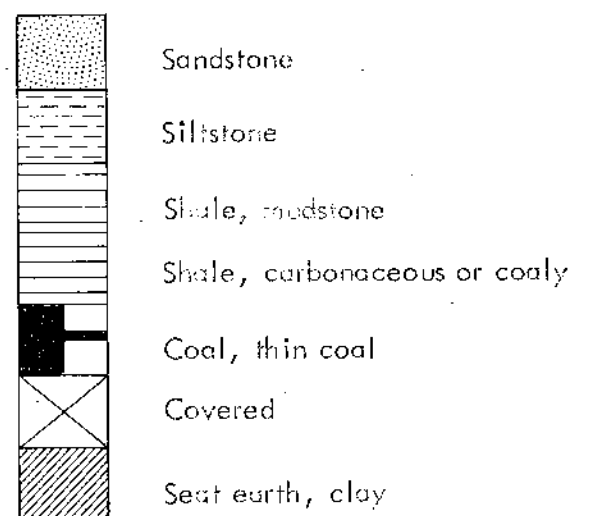 Sandstone
Siltstone
Shale, mudstone
Shale, carbonaceous or coaly
Coal, thin coal
Covered
Seat earth, clay